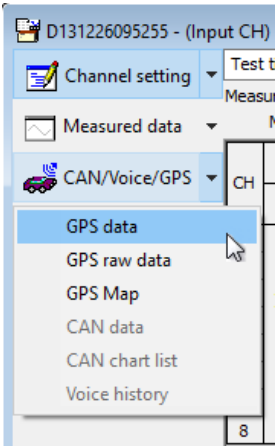 D131226095255 - (Input CH)
Channel setting
Test t
Measur
Measured data
CAN/Voice/GPS
CH
GPS data
GPS raw data
GPS Map
CAN data
CAN chart list
Voice history
8